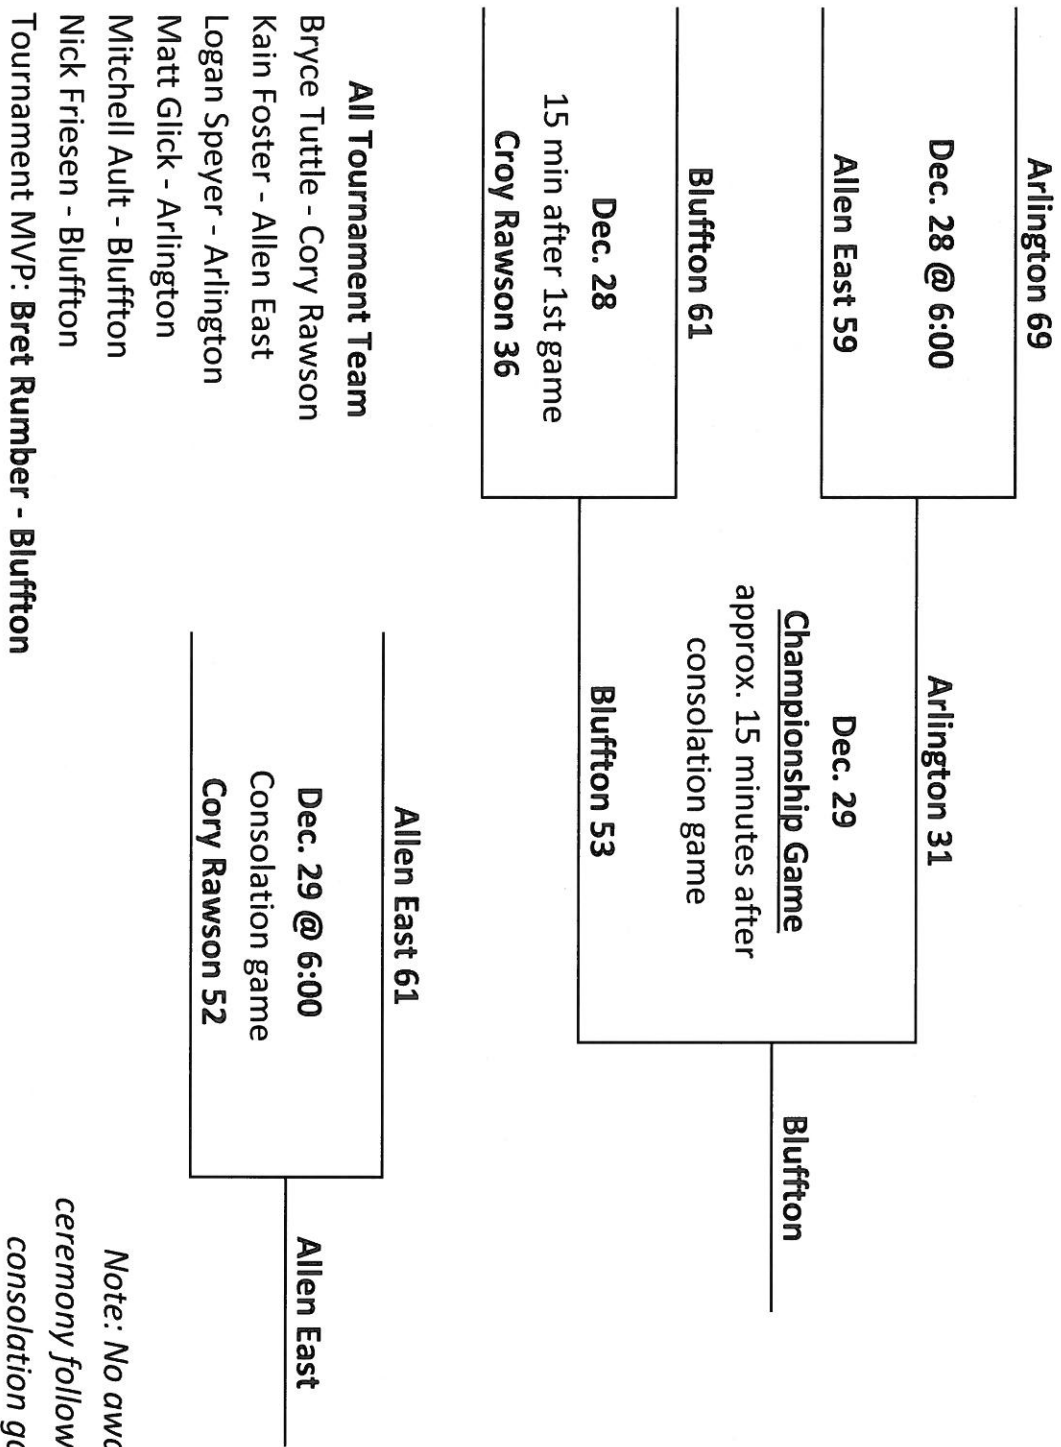 Arlington 69
Dec. 28 @ 6:00
Allen East 59
Bluffton 61
Dec. 28
15 min after 1st game
Croy Rawson 36
Arlington 31
Dec. 29
Championship Game
approx. 15 minutes after
consolation game
Bluffton 53
Bluffton
Allen East 61
Dec. 29 @ 6:00
Consolation game
Cory Rawson 52
Allen East
All Tournament Team
Bryce Tuttle - Cory Rawson
Kain Foster - Allen East
Logan Speyer - Arlington
Matt Glick - Arlington
Mitchell Ault - Bluffton
Nick Friesen - Bluffton
Tournament MVP: Bret Rumber - Bluffton
Note: No
ceremony follow
consolation